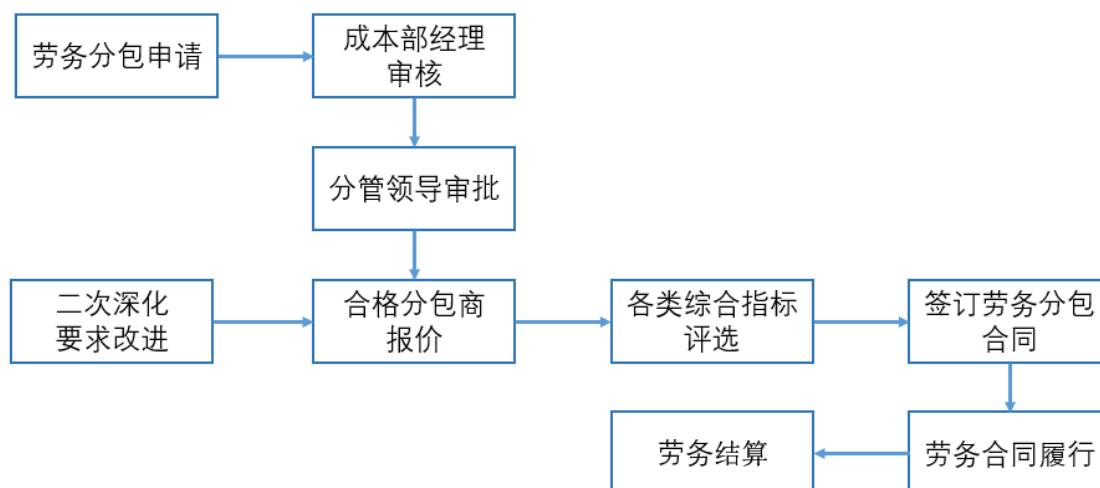 劳务分包申请
成本部经理
审核
分管领导审批
二次深化
要求改进
合格分包商
报价
各类综合指标
评选
签订劳务分包
合同
劳务结算
劳务合同履行